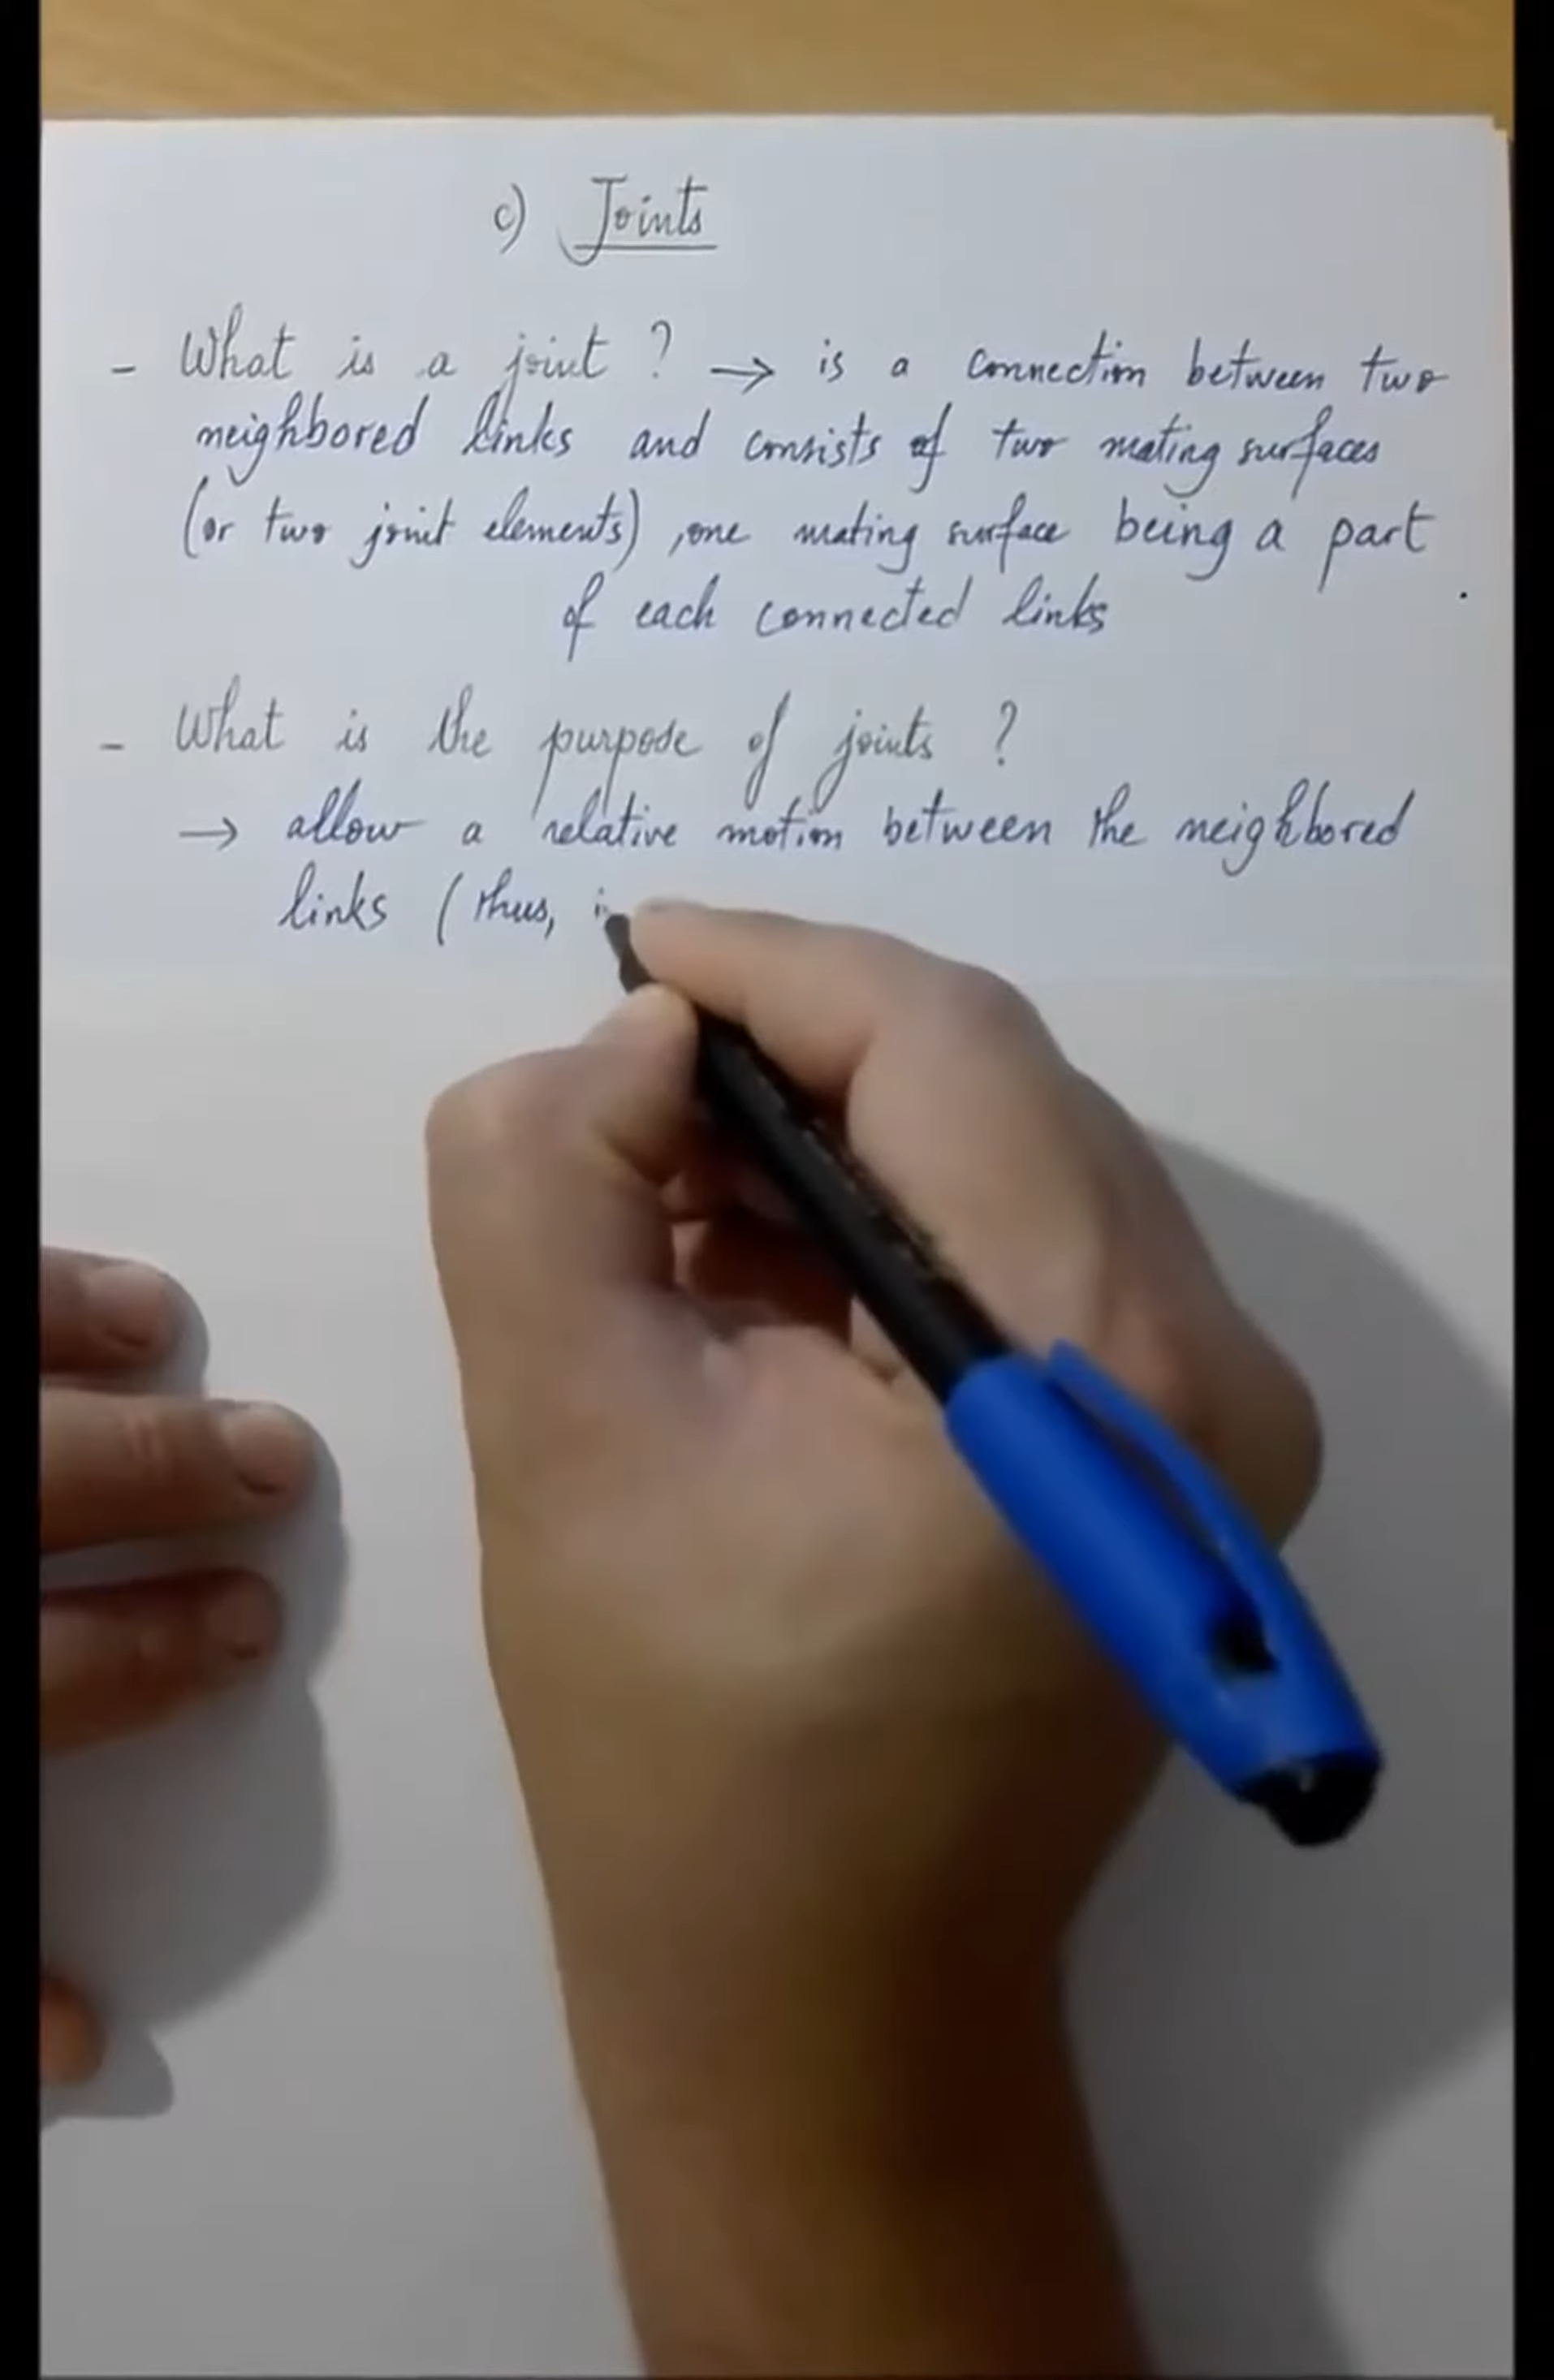 c) Joints
- What is a joint ? → is a connection between two
neighbored links and consists of two mating surfaces
(or two joint elements) ,one mating surface being a part
of each connected links .
- What is the purpose of joints ?
→ allow a relative motion between the neighbored
links ( thus,